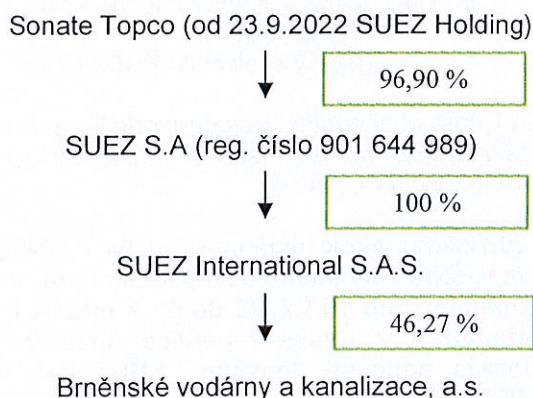 Sonate Topco (od 23.9.2022 SUEZ Holding)
96,90 %
SUEZ S.A (reg. číslo 901 644 989)
100 %
SUEZ International S.A.S.
46,27 %
Brněnské vodárny a kanalizace, a.s.